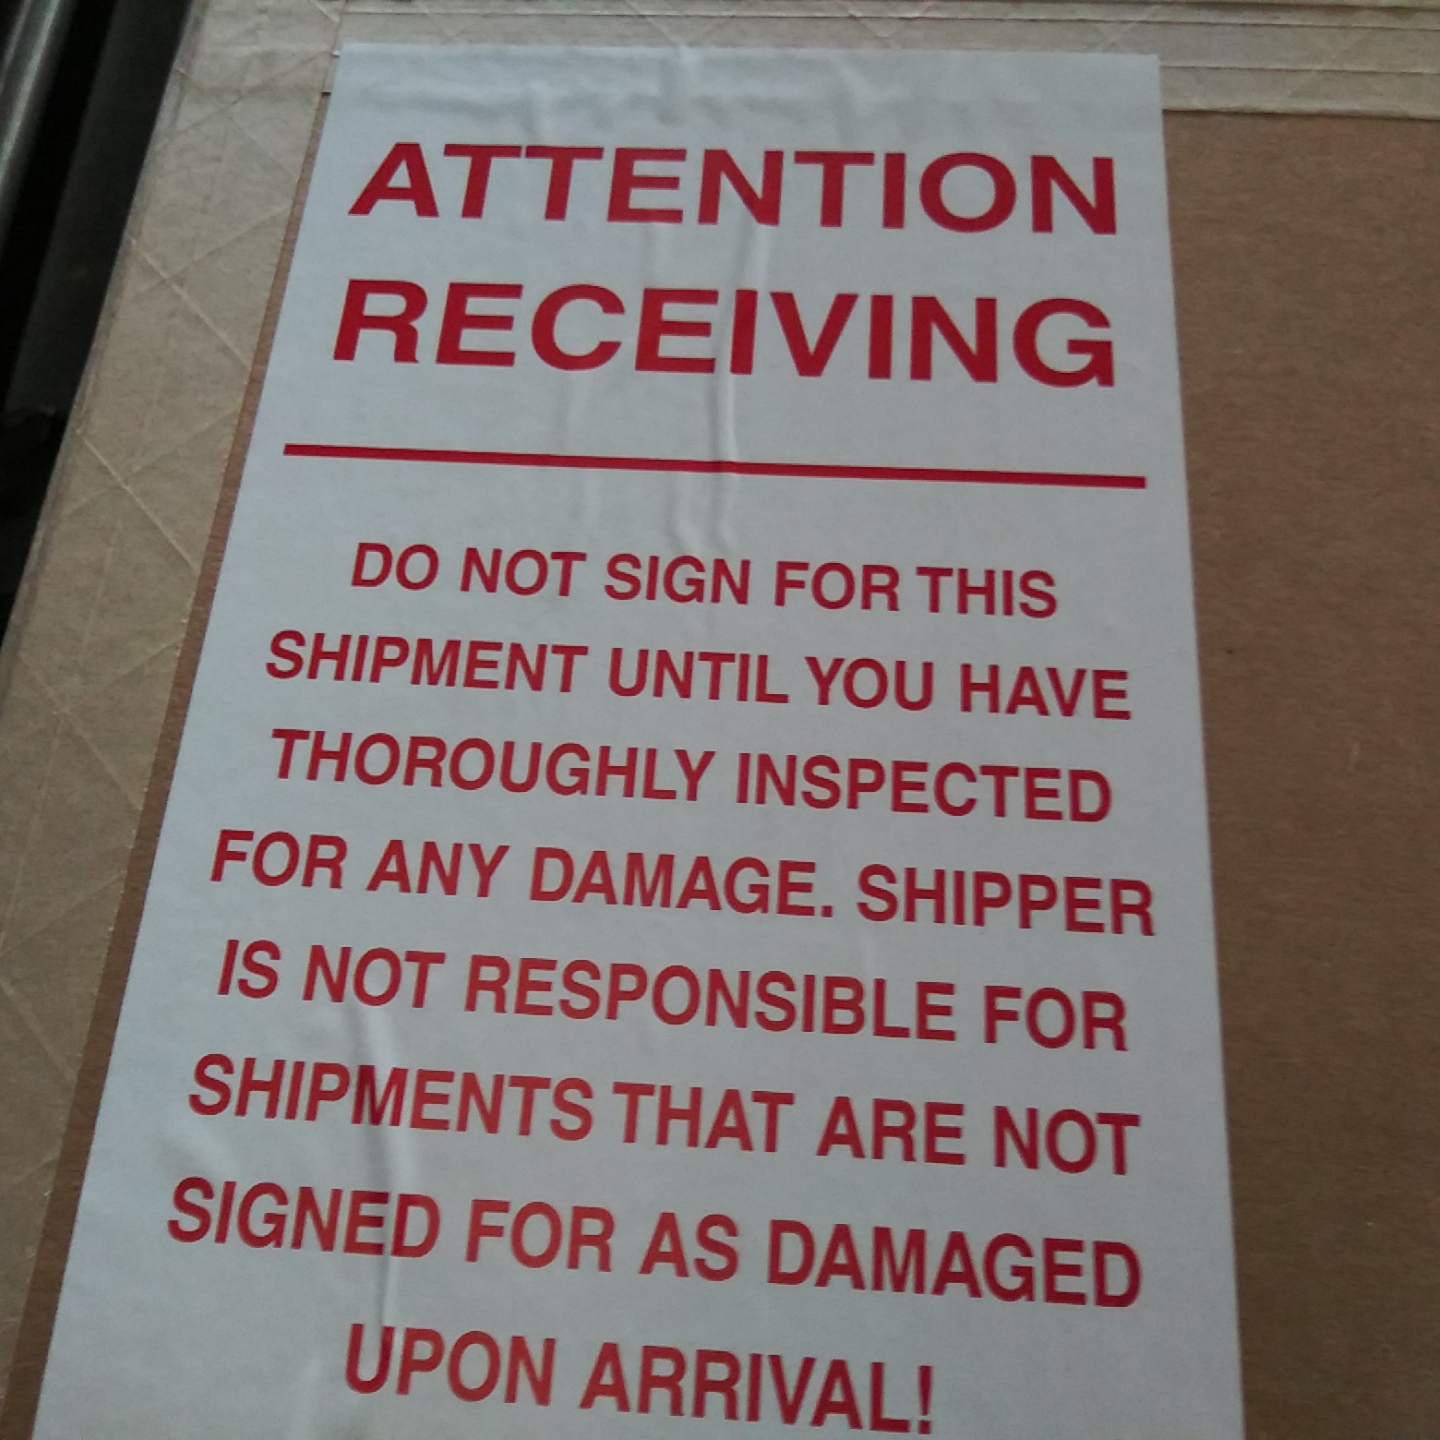 ATTENTION
RECEIVING
DO NOT SIGN FOR THIS
SHIPMENT UNTIL YOU HAVE
THOROUGHLY INSPECTED
FOR ANY DAMAGE. SHIPPER
IS NOT RESPONSIBLE FOR
SHIPMENTS THAT ARE NOT
SIGNED FOR AS DAMAGED
UPON ARRIVAL!